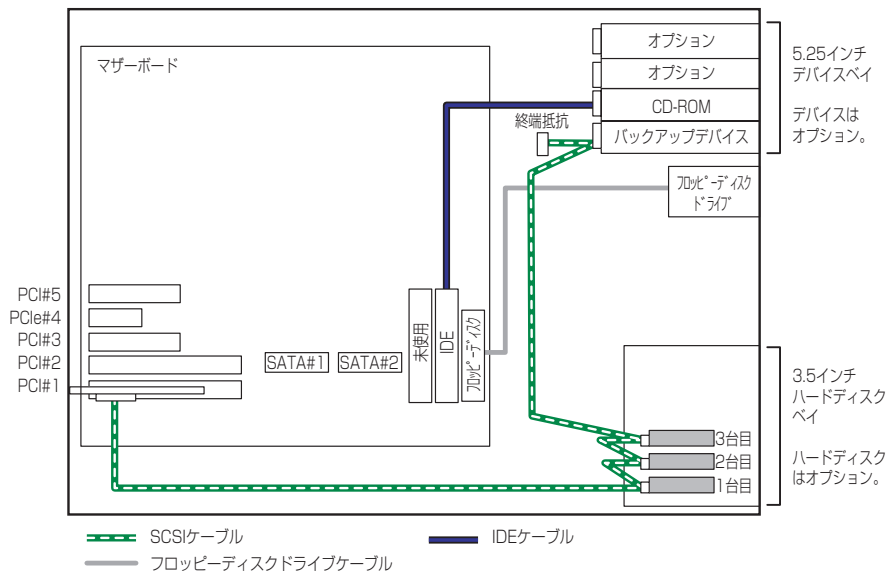 マザーボード
オプション
オプション
CD-ROM
バックアップデバイス
終端抵抗
フロッピーディスク
ドライブ
5.25インチ
デバイスベイ
デバイスは
オプション。
PCI#5
PCIe#4
PCI#3
PCI#2
PCI#1
SATA#1
SATA#2
未使用
IDE
フロッピーディスク
3台目
2台目
1台目
3.5インチ
ハードディスク
ベイ
ハードディスク
はオプション。
SCSIケーブル
IDEケーブル
フロッピーディスクドライブケーブル